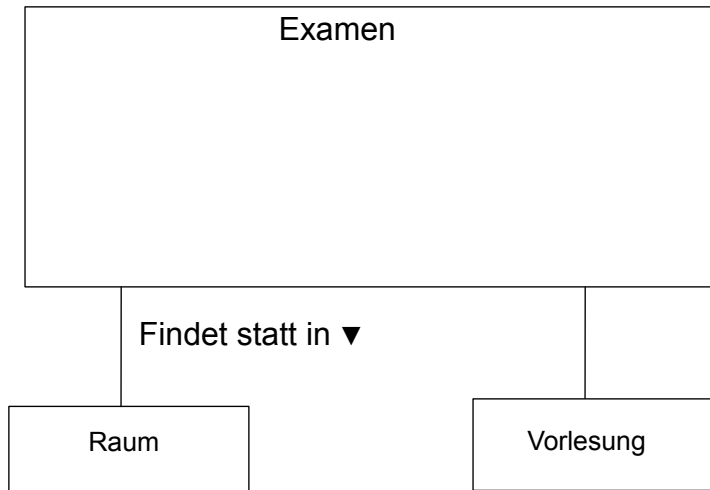 Examen
Findet statt in ▼
Raum
Vorlesung